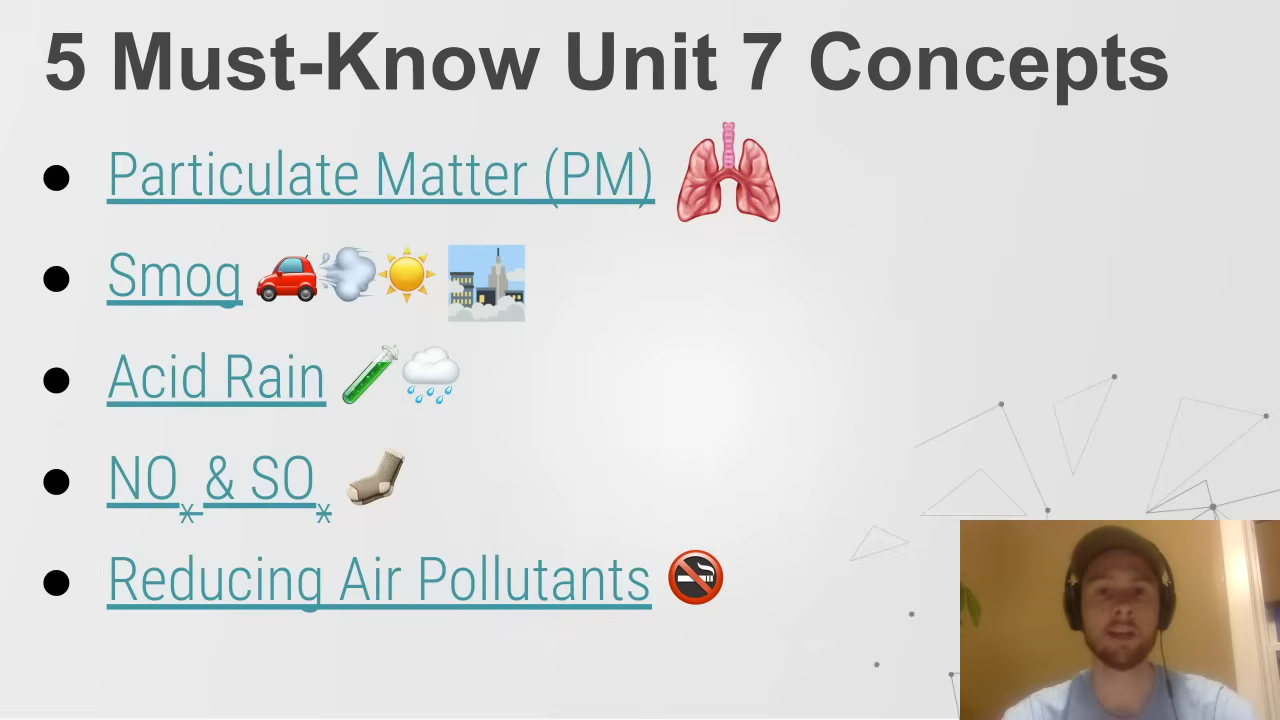 5 Must-Know Unit 7 Concepts
● Particulate Matter (PM) 🫁
● Smog 🚗💨☀️ 🌁
● Acid Rain 🧪🌧️
● NOₓ & SOₓ 🧦
● Reducing Air Pollutants 🚭